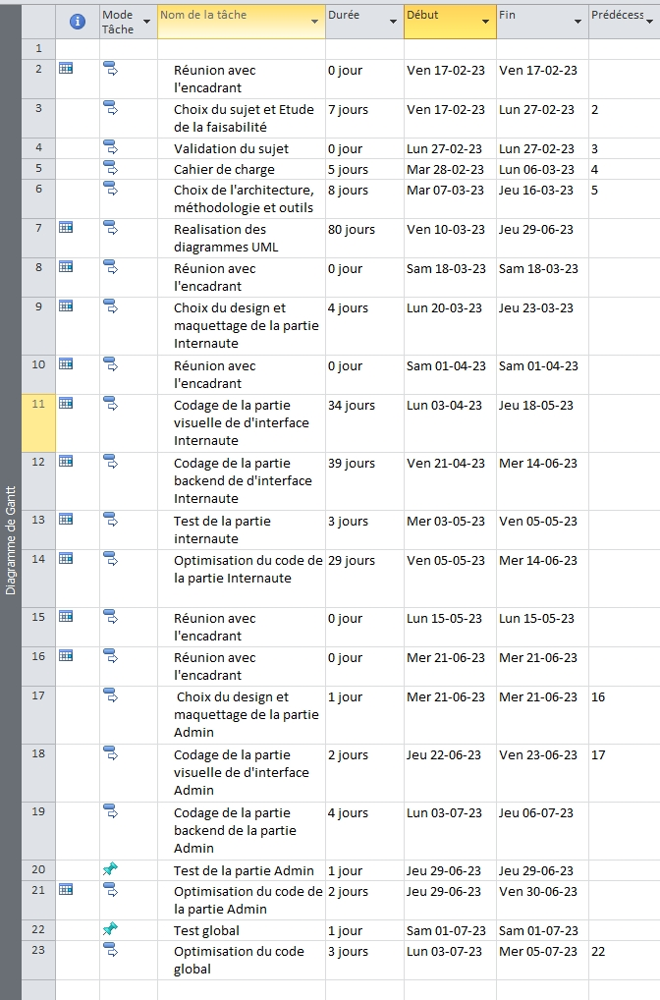 Mode
Tâche
Nom de la tâche
Durée
Début
Fin
Prédécess
1
2
Réunion avec
l'encadrant
0 jour
Ven 17-02-23
Ven 17-02-23
3
Choix du sujet et Etude
de la faisabilité
7 jours
Ven 17-02-23
Lun 27-02-23
2
4
Validation du sujet
0 jour
Lun 27-02-23
Lun 27-02-23
3
5
Cahier de charge
5 jours
Mar 28-02-23
Lun 06-03-23
4
6
Choix de l'architecture,
méthodologie et outils
8 jours
Mar 07-03-23
Jeu 16-03-23
5
7
Realisation des
diagrammes UML
80 jours
Ven 10-03-23
Jeu 29-06-23
8
Réunion avec
l'encadrant
0 jour
Sam 18-03-23
Sam 18-03-23
9
Choix du design et
maquettage de la partie
Internaute
4 jours
Lun 20-03-23
Jeu 23-03-23
10
Réunion avec
l'encadrant
0 jour
Sam 01-04-23
Sam 01-04-23
11
Codage de la partie
visuelle de d'interface
Internaute
34 jours
Lun 03-04-23
Jeu 18-05-23
12
Codage de la partie
backend de d'interface
Internaute
39 jours
Ven 21-04-23
Mer 14-06-23
13
Test de la partie
internaute
3 jours
Mer 03-05-23
Ven 05-05-23
14
Optimisation du code de
la partie Internaute
29 jours
Ven 05-05-23
Mer 14-06-23
15
Réunion avec
l'encadrant
0 jour
Lun 15-05-23
Lun 15-05-23
16
Réunion avec
l'encadrant
0 jour
Mer 21-06-23
Mer 21-06-23
17
Choix du design et
maquettage de la partie
Admin
1 jour
Mer 21-06-23
Mer 21-06-23
16
18
Codage de la partie
visuelle de d'interface
Admin
2 jours
Jeu 22-06-23
Ven 23-06-23
17
19
Codage de la partie
backend de la partie
Admin
4 jours
Lun 03-07-23
Jeu 06-07-23
20
Test de la partie Admin
1 jour
Jeu 29-06-23
Jeu 29-06-23
21
Optimisation du code de
la partie Admin
2 jours
Jeu 29-06-23
Ven 30-06-23
22
Test global
1 jour
Sam 01-07-23
Sam 01-07-23
23
Optimisation du code
global
3 jours
Lun 03-07-23
Mer 05-07-23
22
Diagramme de Gantt